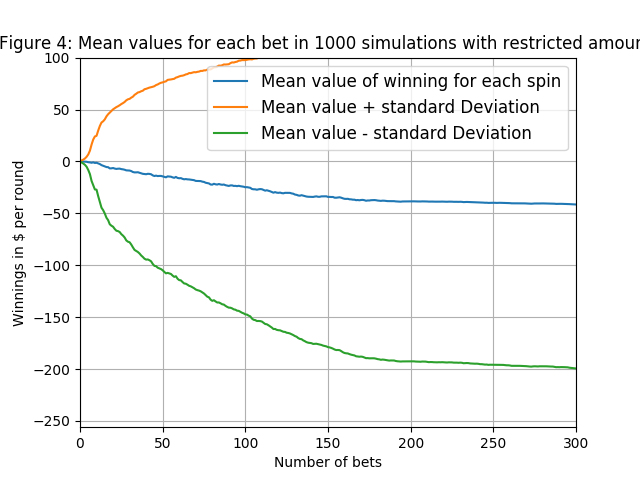 Figure 4: Mean values for each bet in 1000 simulations with restricted amour
100
50
0
−50
−100
−150
−200
−250
Winnings in $ per round
Mean value of winning for each spin
Mean value + standard Deviation
Mean value - standard Deviation
0 50 100 150 200 250 300
Number of bets